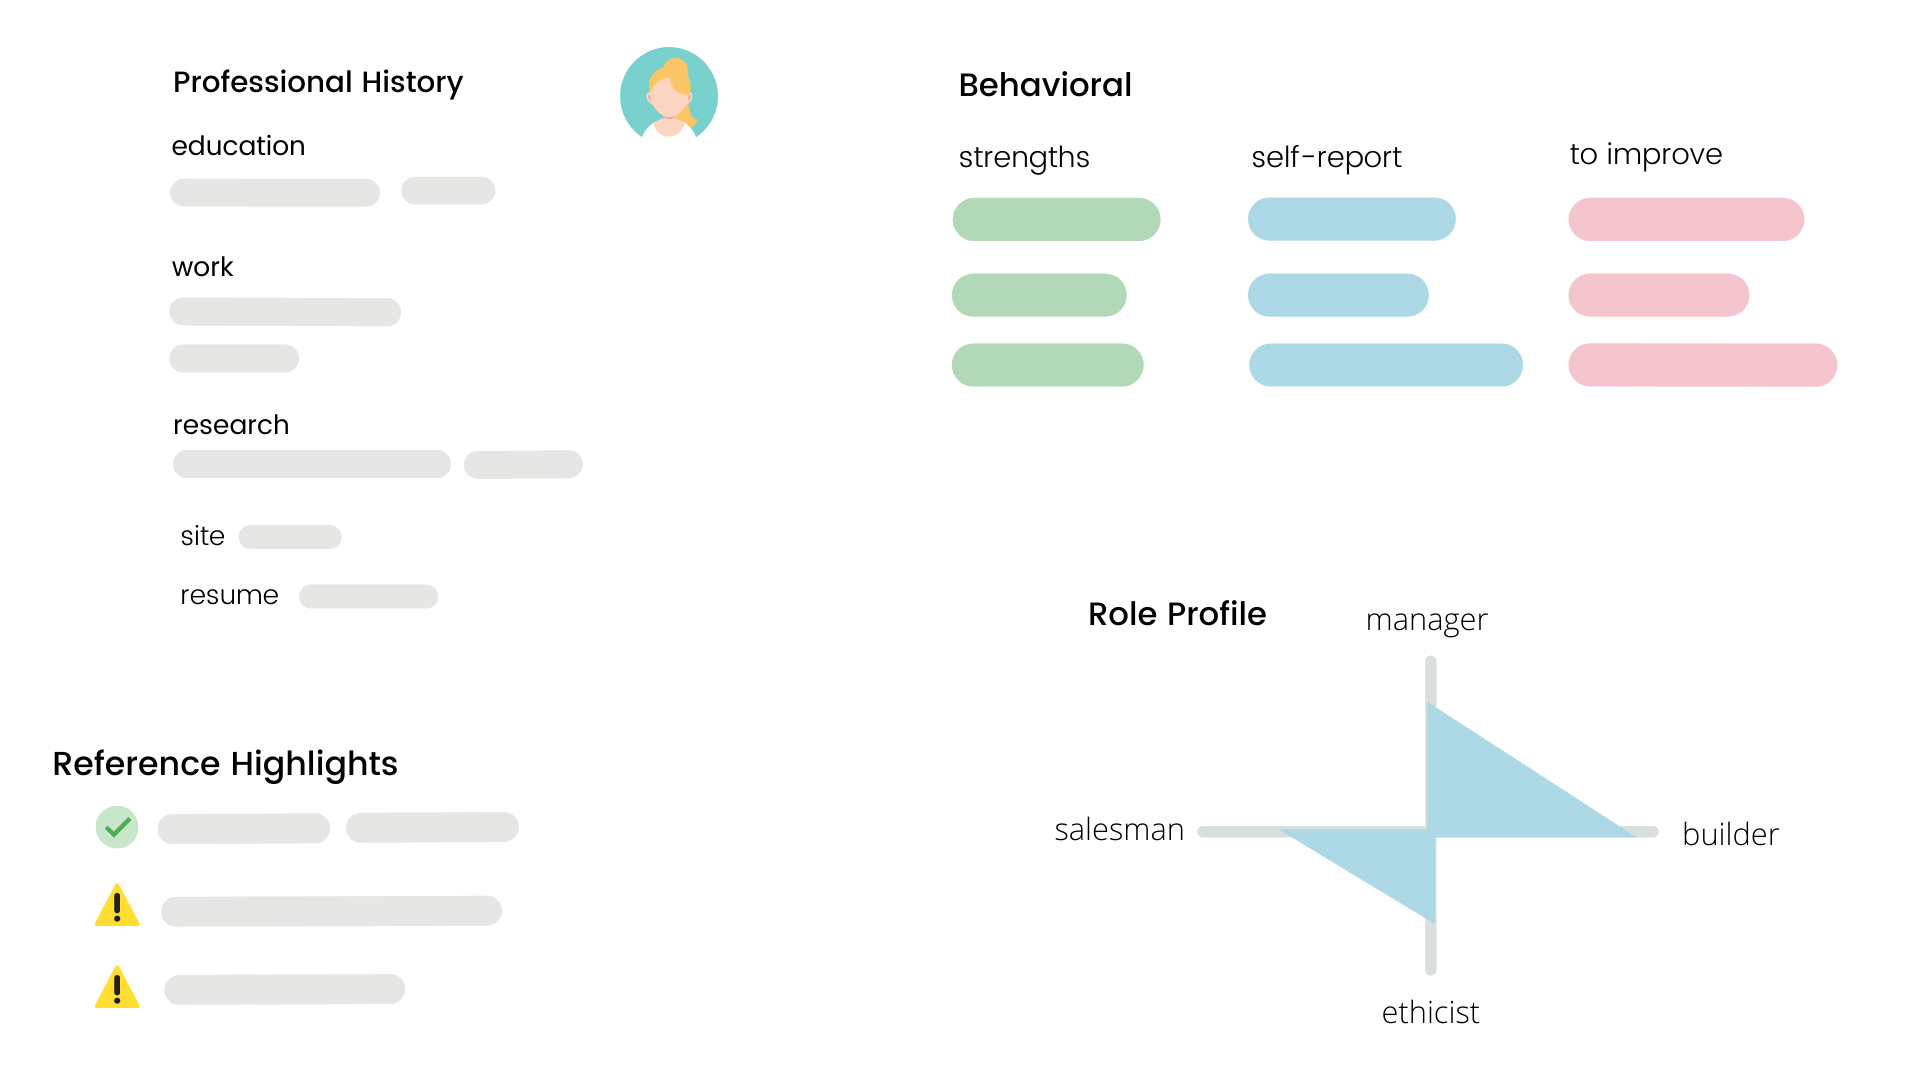 Professional History
education
work
research
site
resume
Reference Highlights
Behavioral
strengths
self-report
to improve
Role Profile
manager
salesman
builder
ethicist